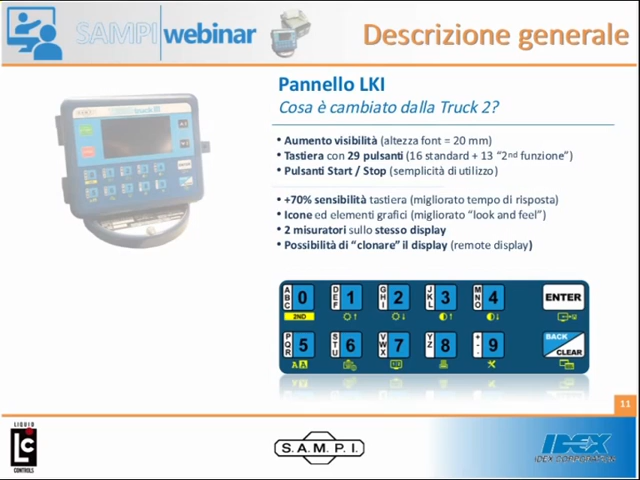 SAMPI webinar
Descrizione generale
Pannello LKI
Cosa è cambiato dalla Truck 2?
• Aumento visibilità (altezza font = 20 mm)
• Tastiera con 29 pulsanti (16 standard + 13 "2nd funzione")
• Pulsanti Start / Stop (semplicità di utilizzo)
• +70% sensibilità tastiera (migliorato tempo di risposta)
• Icone ed elementi grafici (migliorato "look and feel")
• 2 misuratori sullo stesso display
• Possibilità di "clonare" il display (remote display)
ABC 0 DEF 1 GHI 2 JKL 3 MNO 4 ENTER
2ND
PQR 5 STU 6 VWX 7 YZ 8 + - . 9 BACK CLEAR
A A
11
LIQUID
LC
CONTROLS
S.A.M.P.I.
IDEX
IDEX CORPORATION